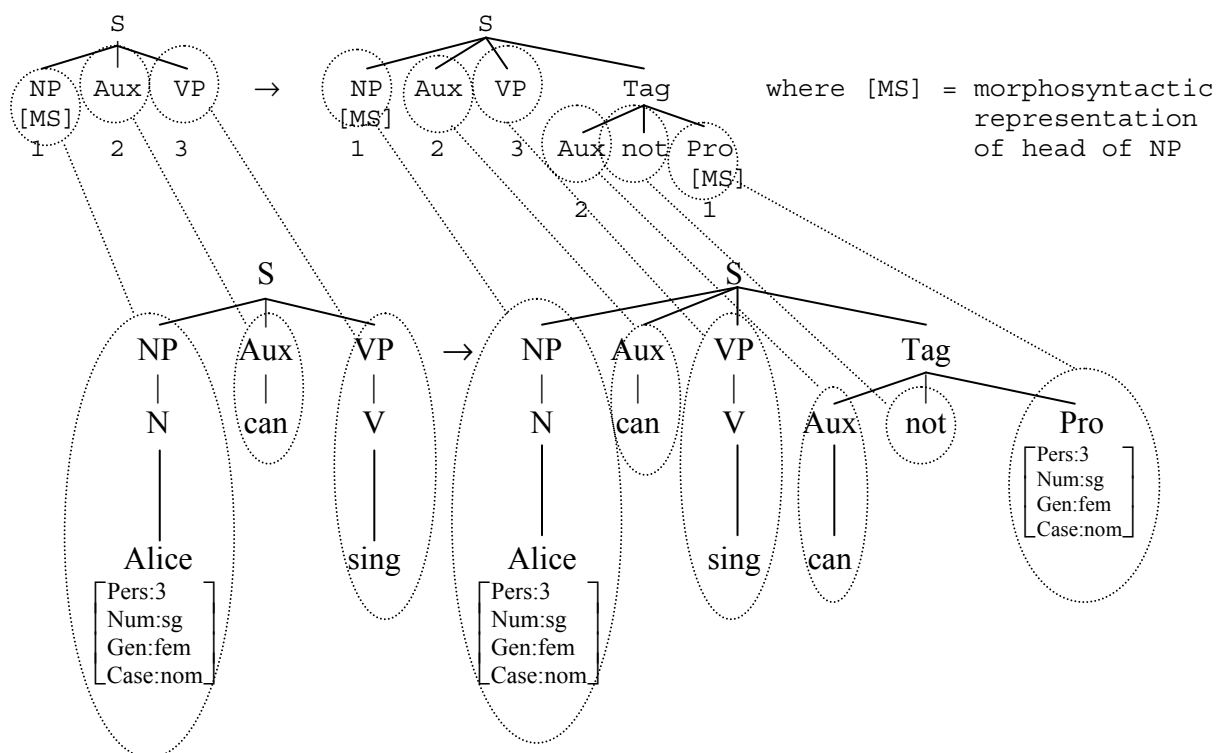 S S
NP Aux VP → NP Aux VP Tag where [MS] = morphosyntactic
[MS] [MS] representation
1 2 3 1 2 3 Aux not Pro of head of NP
[MS]
2 1
S S
NP Aux VP → NP Aux VP Tag
N can V N can V Aux not Pro
Pers:3
Num:sg
Gen:fem
Case:nom
Alice sing Alice sing can
Pers:3 Pers:3
Num:sg Num:sg
Gen:fem Gen:fem
Case:nom Case:nom